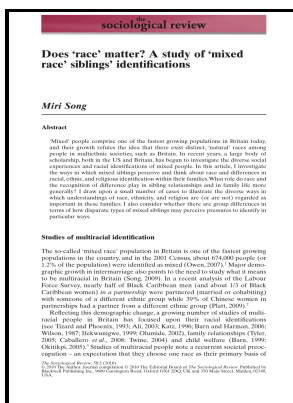 the
sociological review
Does 'race' matter? A study of 'mixed
race' siblings' identifications
Miri Song
Abstract
'Mixed' people comprise one of the fastest growing populations in Britain today,
and their growth refutes the idea that there exist distinct, 'natural' races among
people in multiethnic societies, such as Britain. In recent years, a large body of
scholarship, both in the US and Britain, has begun to investigate the diverse social
experiences and racial identifications of mixed people. In this article, I investigate
the ways in which mixed siblings perceive and think about race and differences in
racial, ethnic, and religious identification within their families. What role do race and
the recognition of difference play in sibling relationships and in family life more
generally? I draw upon a small number of cases to illustrate the diverse ways in
which understandings of race, ethnicity, and religion are (or are not) regarded as
important in these families. I also consider whether there are group differences in
terms of how disparate types of mixed siblings may perceive pressures to identify in
particular ways.
Studies of multiracial identification
The so-called 'mixed race' population in Britain is one of the fastest growing
populations in the country, and in the 2001 Census, about 674,000 people (or
1.2% of the population) were identified as mixed (Owen, 2007).1 Major demo-
graphic growth in intermarriage also points to the need to study what it means
to be multiracial in Britain (Song, 2009). In a recent analysis of the Labour
Force Survey, nearly half of Black Caribbean men (and about 1/3 of Black
Caribbean women) in a partnership were partnered (married or cohabiting)
with someone of a different ethnic group while 39% of Chinese women in
partnerships had a partner from a different ethnic group (Platt, 2009).2
Reflecting this demographic change, a growing number of studies of mul-
tiracial people in Britain has focused upon their racial identifications
(see Tizard and Phoenix, 1993; Ali, 2003; Katz, 1996; Barn and Harman, 2006;
Wilson, 1987; Ifekwunigwe, 1999; Olumide, 2002), family relationships (Tyler,
2005; Caballero et al., 2008; Twine, 2004) and child welfare (Barn, 1999;
Okitikpi, 2005).3 Studies of multiracial people note a recurrent societal preoc-
cupation – an expectation that they choose one race as their primary basis of
The Sociological Review, 58:2 (2010)
© 2010 The Author. Journal compilation © 2010 The Editorial Board of The Sociological Review. Published by
Blackwell Publishing Ltd., 9600 Garsington Road, Oxford OX4 2DQ, UK and 350 Main Street, Malden, 02148,
USA.